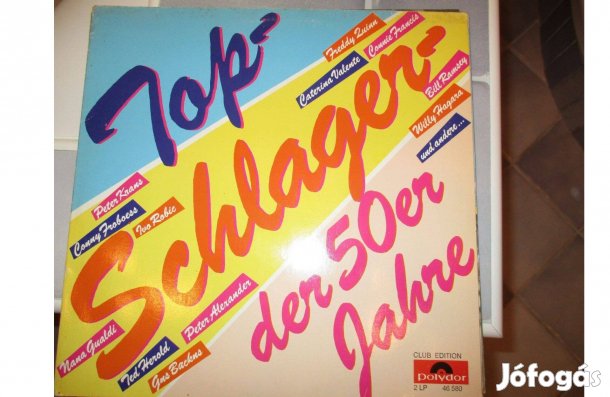 Top-
Schlager-
der 50er
Jahre
Freddy Quinn
Connie Francis
Caterina Valente
Bill Ramsey
Willy Hagara
und andere...
Peter Kraus
Conny Froboess
Ivo Robic
Nana Gualdi
Ted Herold
Gus Backus
Peter Alexander
CLUB EDITION
Polydor
2 LP 46 580
Jófogás